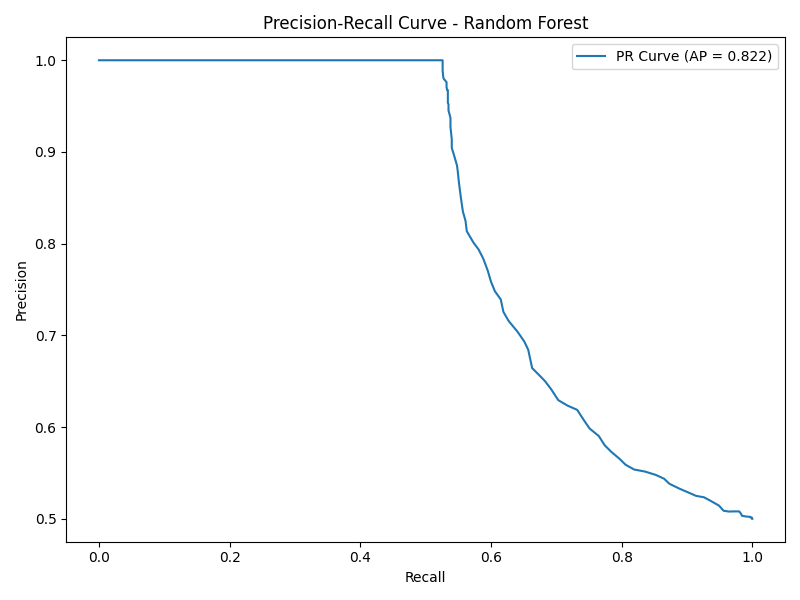 Precision-Recall Curve - Random Forest
PR Curve (AP = 0.822)
1.0
0.9
0.8
0.7
0.6
0.5
Precision
0.0 0.2 0.4 0.6 0.8 1.0
Recall